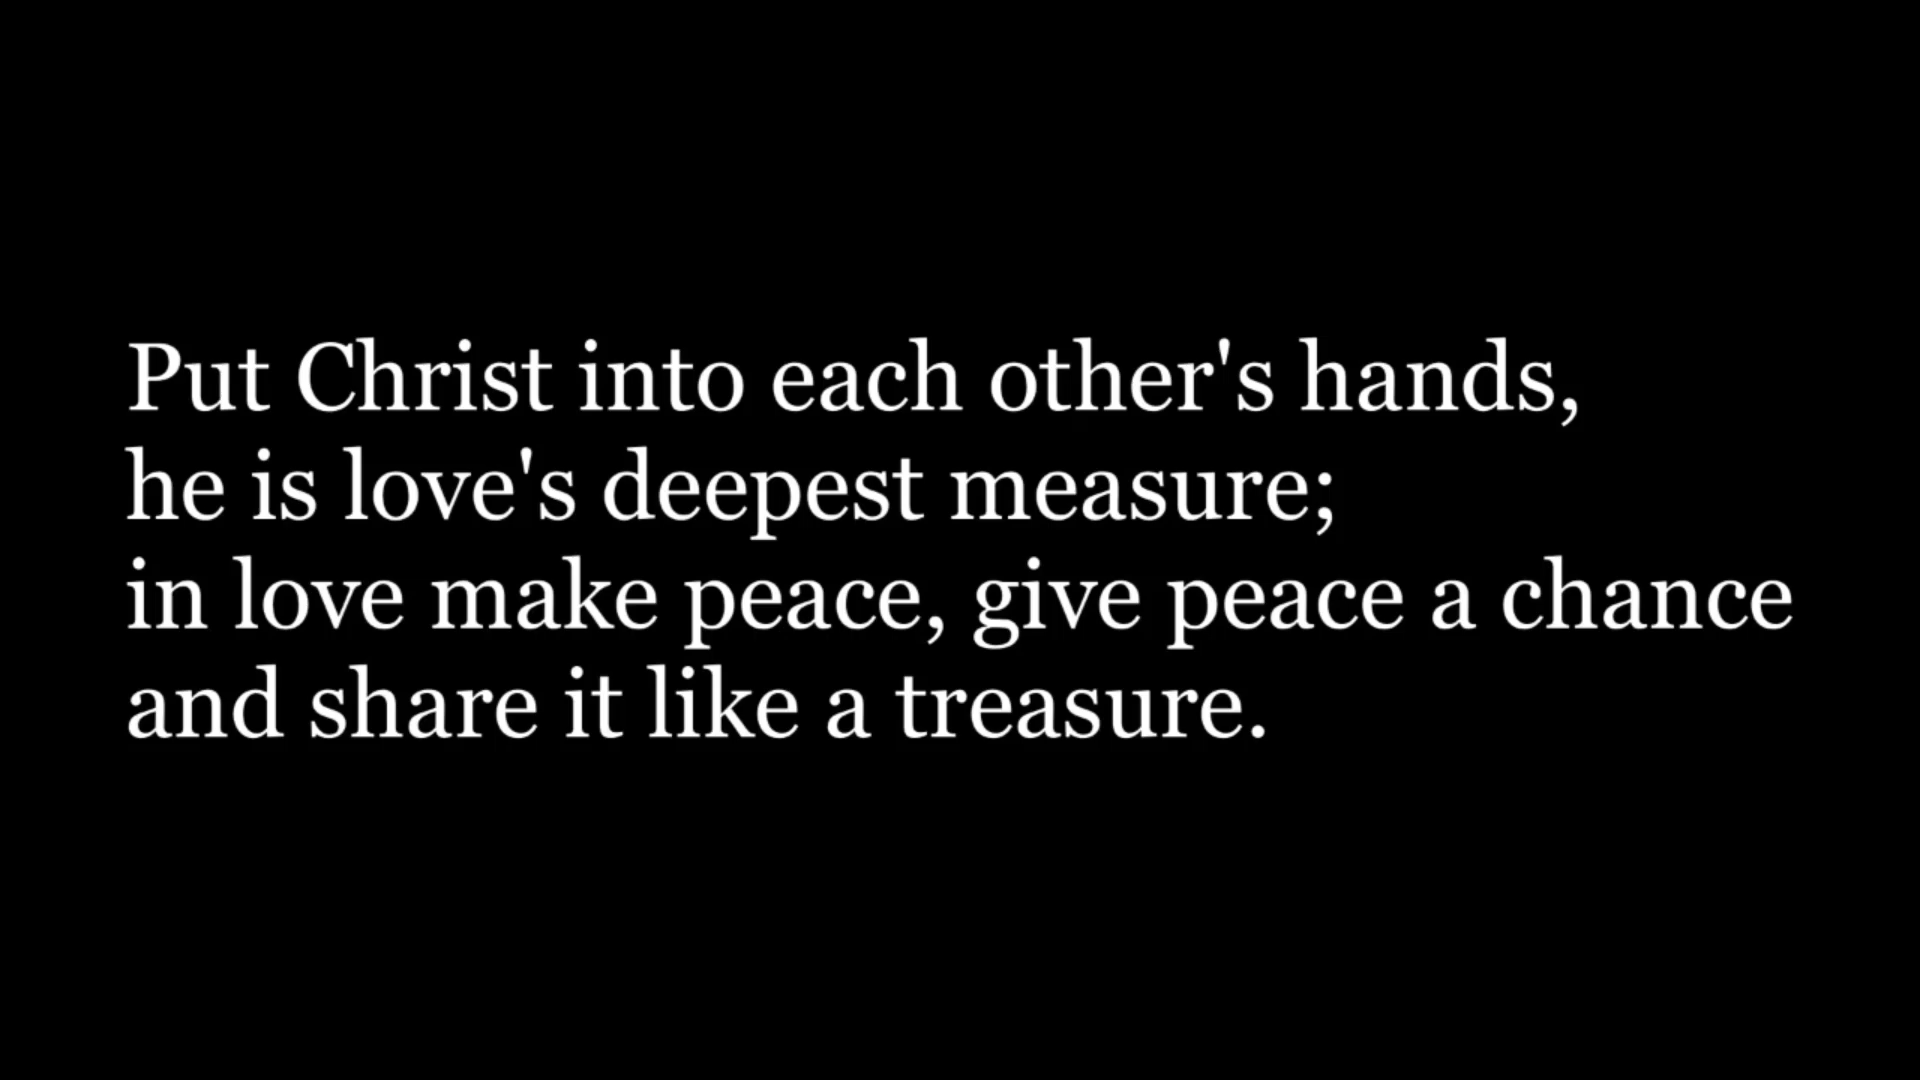 Put Christ into each other's hands,
he is love's deepest measure;
in love make peace, give peace a chance
and share it like a treasure.